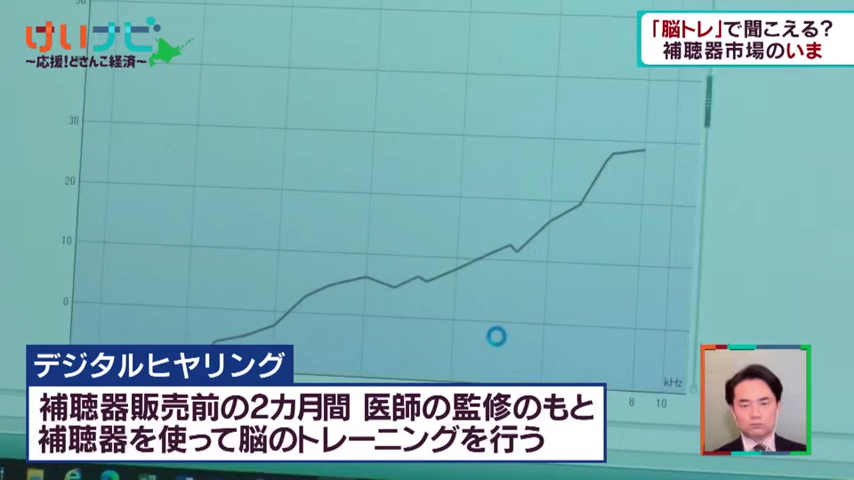 けいナビ
～応援！どさんこ経済～
「脳トレ」で聞こえる？
補聴器市場のいま
30
20
10
0
kHz
8 10
デジタルヒヤリング
補聴器販売前の2カ月間 医師の監修のもと
補聴器を使って脳のトレーニングを行う